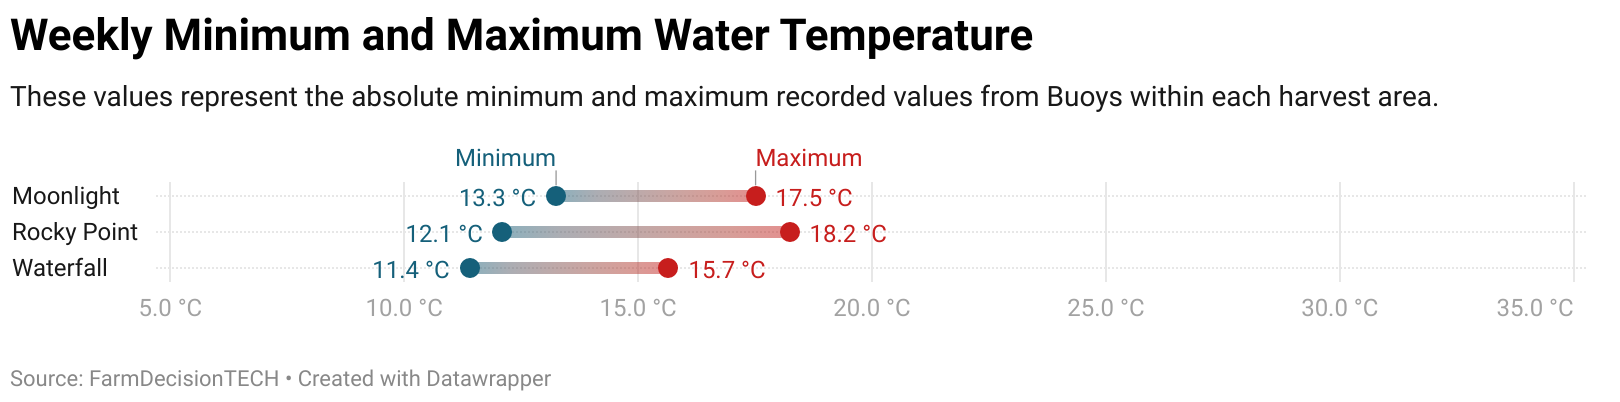 Weekly Minimum and Maximum Water Temperature
These values represent the absolute minimum and maximum recorded values from Buoys within each harvest area.
Minimum Maximum
Moonlight 13.3 °C 17.5 °C
Rocky Point 12.1 °C 18.2 °C
Waterfall 11.4 °C 15.7 °C
5.0 °C 10.0 °C 15.0 °C 20.0 °C 25.0 °C 30.0 °C 35.0 °C
Source: FarmDecisionTECH • Created with Datawrapper